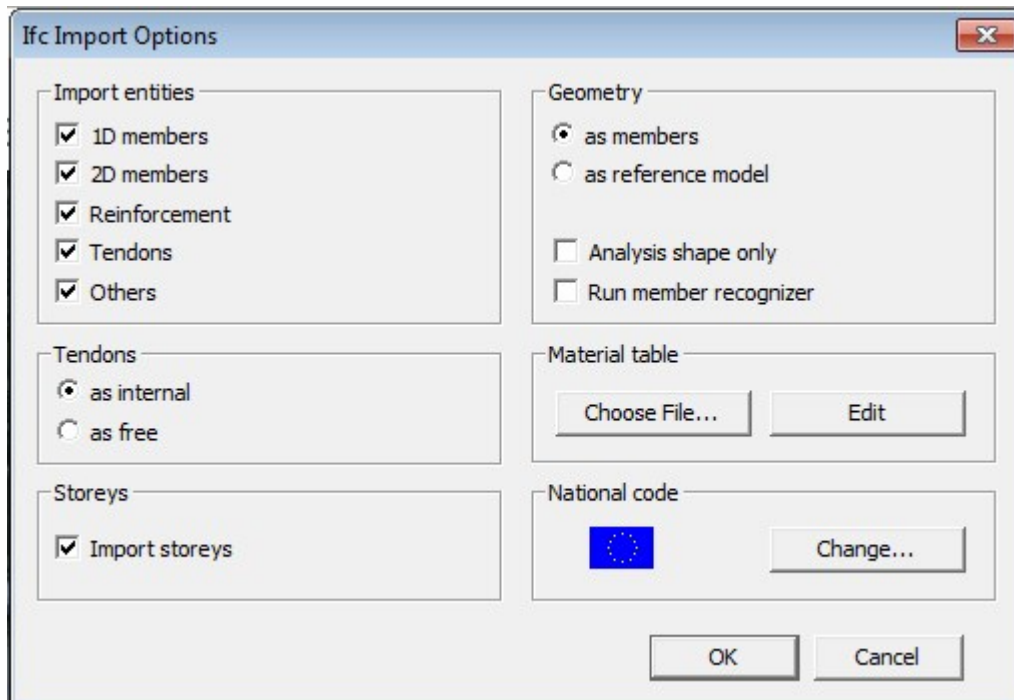 Ifc Import Options
Import entities
1D members
2D members
Reinforcement
Tendons
Others
Geometry
as members
as reference model
Analysis shape only
Run member recognizer
Tendons
as internal
as free
Material table
Choose File...
Edit
Storeys
Import storeys
National code
Change...
OK
Cancel